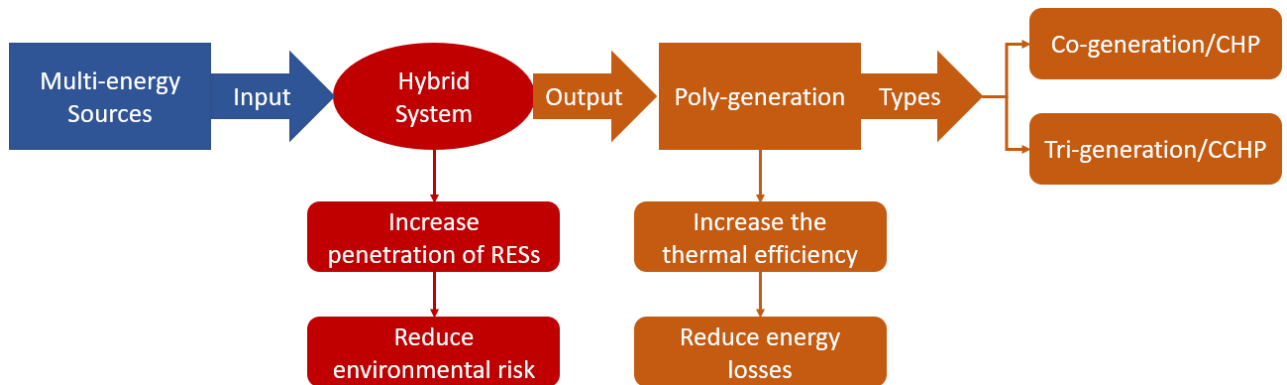 Multi-energy
Sources
Input
Hybrid
System
Output
Poly-generation
Types
Co-generation/CHP
Tri-generation/CCHP
Increase
penetration of RESs
Increase the
thermal efficiency
Reduce
environmental risk
Reduce energy
losses